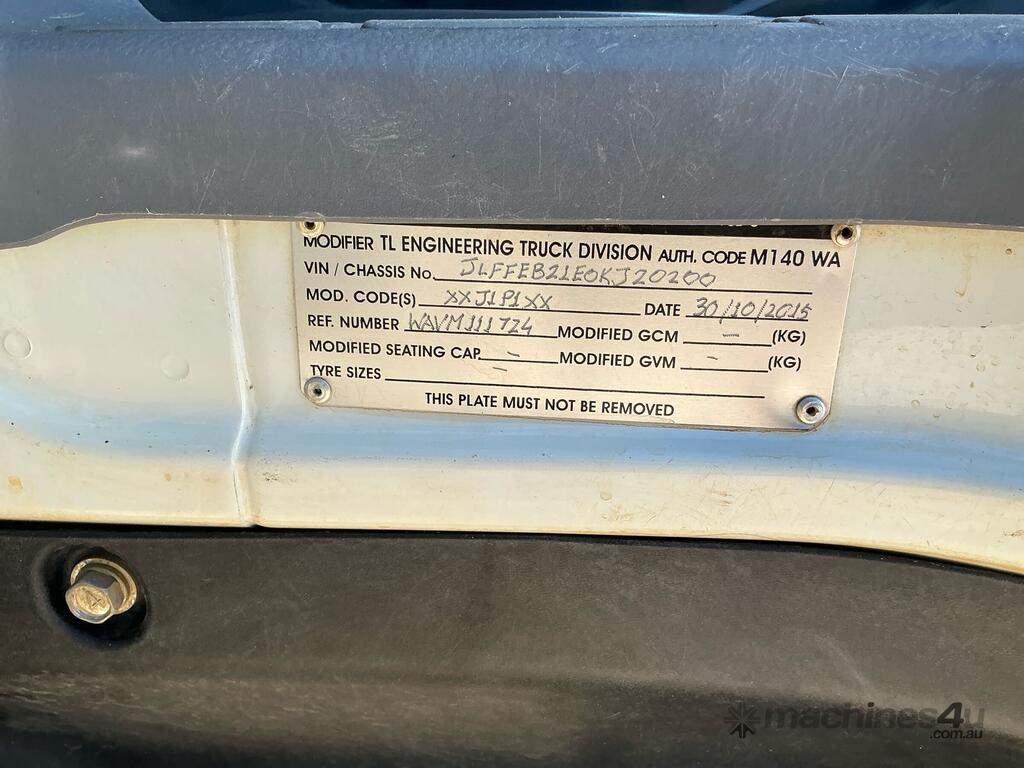 MODIFIER TL ENGINEERING TRUCK DIVISION AUTH. CODE M140 WA
VIN / CHASSIS No. JLFFEB21E0KJ20200
MOD. CODE(S) XXJ1P1XX DATE 30/10/2015
REF. NUMBER WAVM111724 MODIFIED GCM - (KG)
MODIFIED SEATING CAP. - MODIFIED GVM - (KG)
TYRE SIZES -
THIS PLATE MUST NOT BE REMOVED
4
machines4u
.com.au